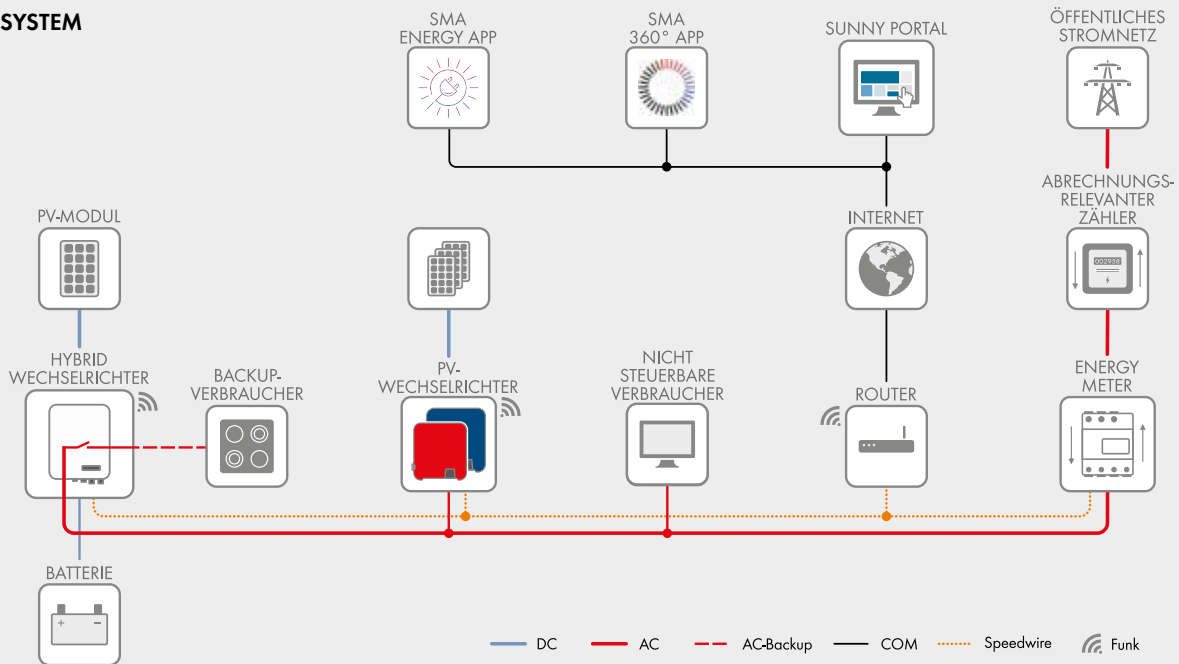 SYSTEM
SMA
ENERGY APP
SMA
360° APP
SUNNY PORTAL
ÖFFENTLICHES
STROMNETZ
ABRECHNUNGS-
RELEVANTER
ZÄHLER
002958
PV-MODUL
INTERNET
HYBRID
WECHSELRICHTER
BACKUP-
VERBRAUCHER
PV-
WECHSELRICHTER
NICHT
STEUERBARE
VERBRAUCHER
ROUTER
ENERGY
METER
BATTERIE
+ −
DC
AC
AC-Backup
COM
Speedwire
Funk